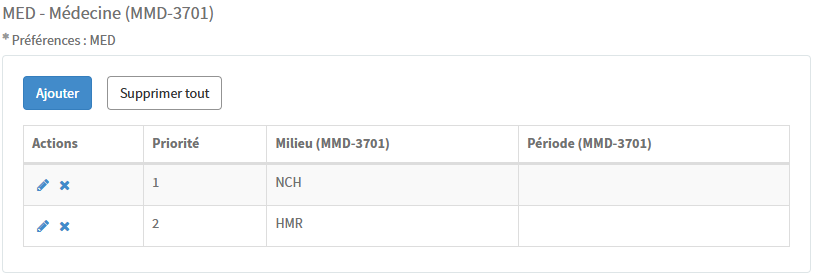 MED - Médecine (MMD-3701)
* Préférences : MED
Ajouter Supprimer tout
Actions Priorité Milieu (MMD-3701) Période (MMD-3701)
1 NCH
2 HMR